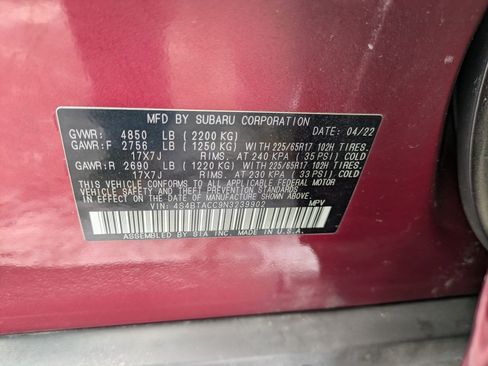 MFD BY SUBARU CORPORATION
GVWR: 4850 LB (2200 KG) DATE: 04/22
GAWR:F 2756 LB (1250 KG) WITH 225/65R17 102H TIRES.
17X7J RIMS. AT 240 KPA (35 PSI) COLD
GAWR:R 2690 LB (1220 KG) WITH 225/65R17 102H TIRES.
17X7J RIMS. AT 230 KPA (33 PSI) COLD
THIS VEHICLE CONFORMS TO ALL APPLICABLE FEDERAL MOTOR
VEHICLE SAFETY BUMPER AND THEFT PREVENTION STANDARDS
IN EFFECT ON THE DATE OF MANUFACTURE SHOWN ABOVE.
VIN: 4S4BTACC9N3239902 MPV
ASSEMBLED BY SIA INC. MADE IN U.S.A.